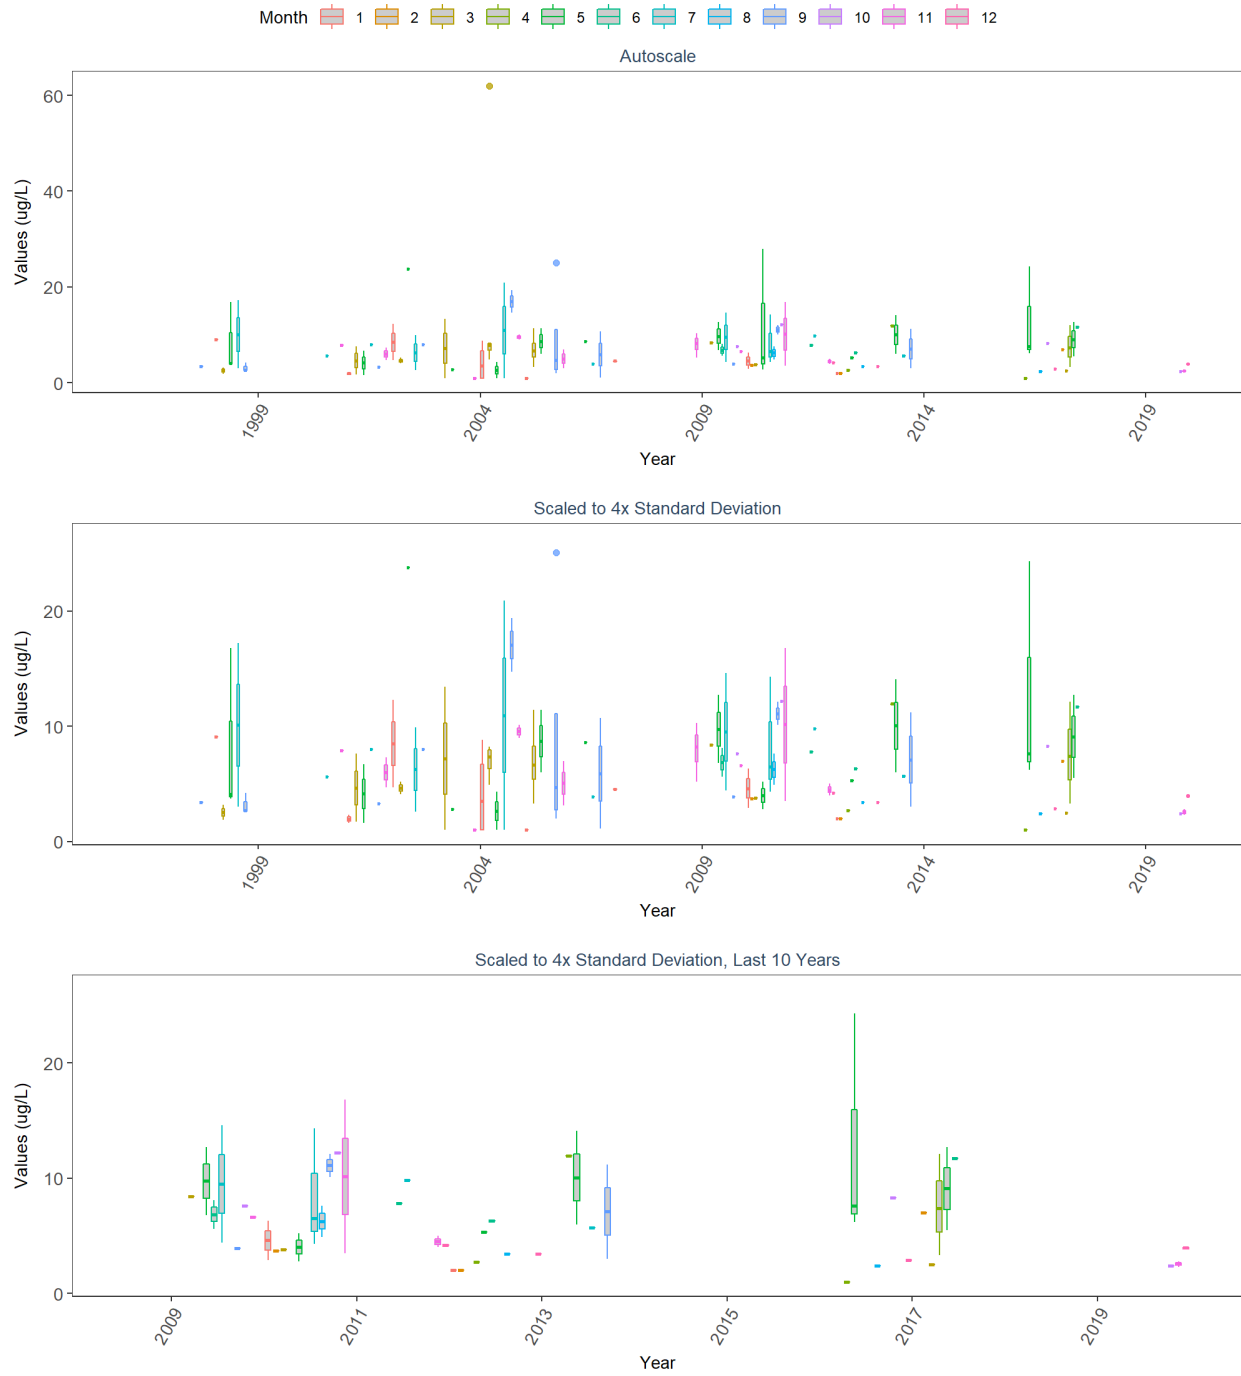 Month 1 2 3 4 5 6 7 8 9 10 11 12
Autoscale
Values (ug/L)
60
40
20
0
1999 2004 2009 2014 2019
Year
Scaled to 4x Standard Deviation
Values (ug/L)
20
10
0
1999 2004 2009 2014 2019
Year
Scaled to 4x Standard Deviation, Last 10 Years
Values (ug/L)
20
10
0
2009 2011 2013 2015 2017 2019
Year